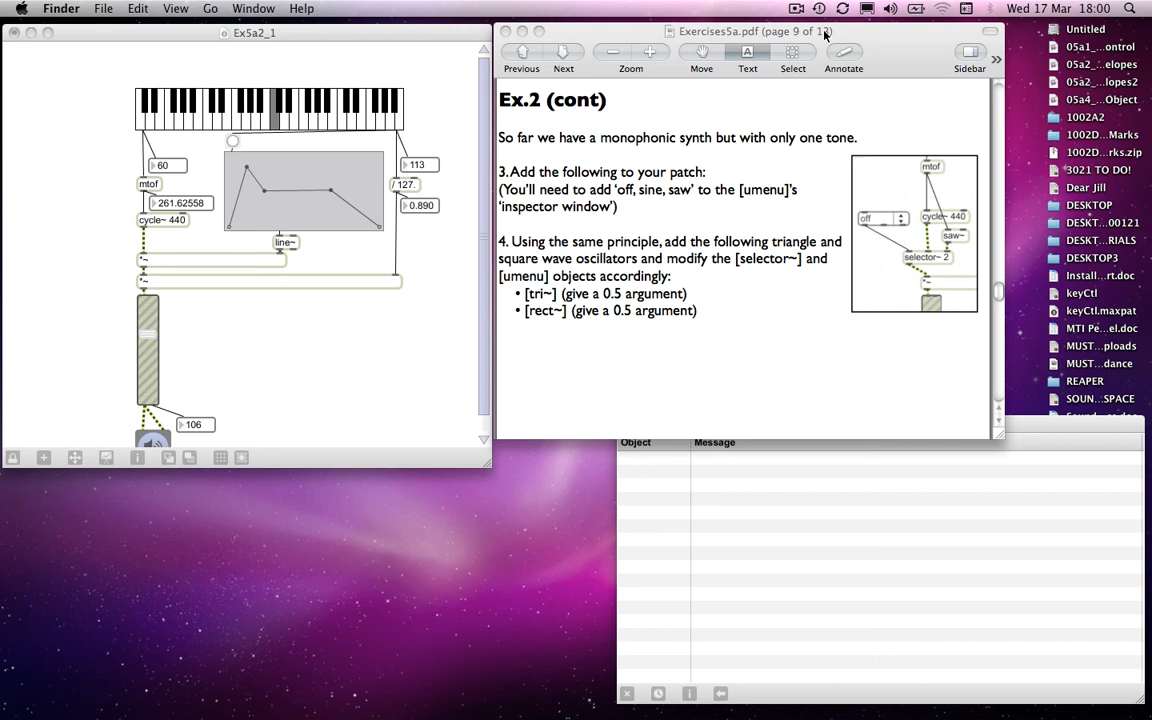 Finder File Edit View Go Window Help
Wed 17 Mar 18:00
Ex5a2_1
60
113
mtof
/ 127.
261.62558
0.890
cycle~ 440
line~
*~
*~
106
Exercises5a.pdf (page 9 of
Previous Next Zoom Move Text Select Annotate Sidebar
Ex.2 (cont)
So far we have a monophonic synth but with only one tone.
3. Add the following to your patch:
(You'll need to add 'off, sine, saw' to the [umenu]'s
'inspector window')
4. Using the same principle, add the following triangle and
square wave oscillators and modify the [selector~] and
[umenu] objects accordingly:
• [tri~] (give a 0.5 argument)
• [rect~] (give a 0.5 argument)
mtof
off
cycle~ 440
saw~
selector~ 2
*~
Object Message
Untitled
05a1_...ontrol
05a2_...elopes
05a2_...lopes2
05a4_...Object
1002A2
1002D...Marks
1002D...rks.zip
3021 TO DO!
Dear Jill
DESKTOP
DESKT...00121
DESKT...RIALS
DESKTOP3
Install...rt.doc
keyCtl
keyCtl.maxpat
MTI Pe...el.doc
MUST...ploads
MUST...dance
REAPER
SOUN...SPACE